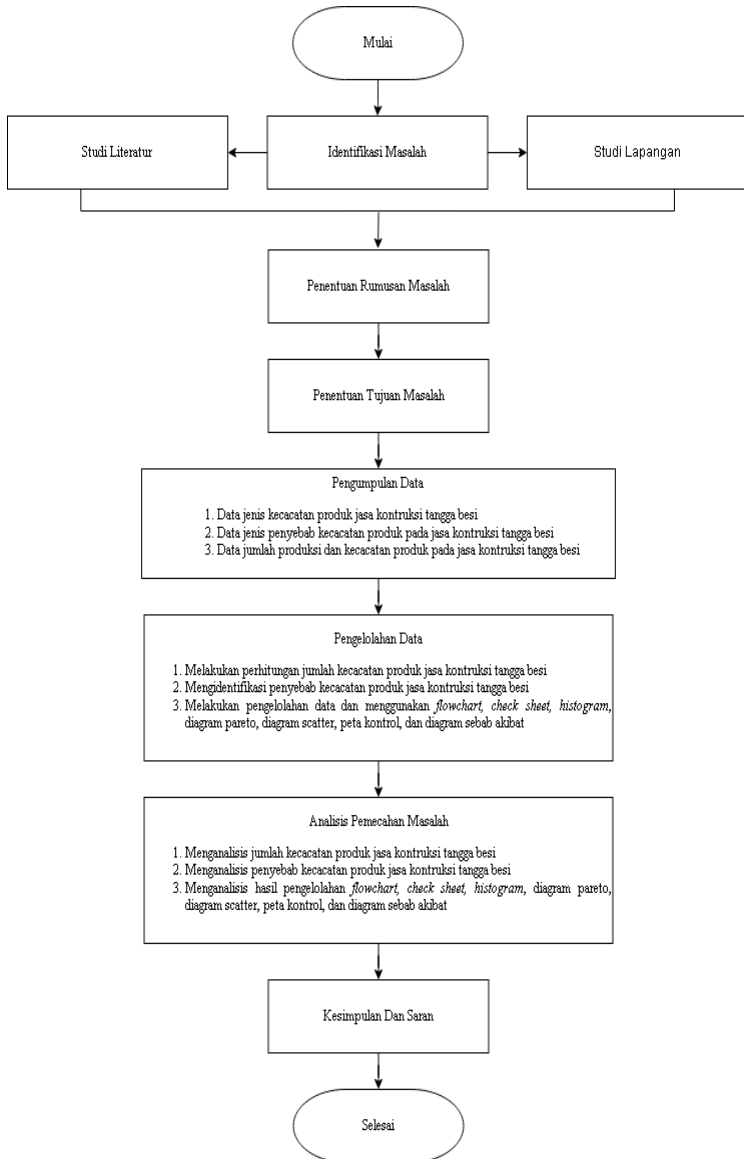 Mulai
Studi Literatur
Identifikasi Masalah
Studi Lapangan
Penentuan Rumusan Masalah
Penentuan Tujuan Masalah
Pengumpulan Data
1. Data jenis kecacatan produk jasa kontruksi tangga besi
2. Data jenis penyebab kecacatan produk pada jasa kontruksi tangga besi
3. Data jumlah produksi dan kecacatan produk pada jasa kontruksi tangga besi
Pengelolahan Data
1. Melakukan perhitungan jumlah kecacatan produk jasa kontruksi tangga besi
2. Mengidentifikasi penyebab kecacatan produk jasa kontruksi tangga besi
3. Melakukan pengelolahan data dan menggunakan flowchart, check sheet, histogram,
diagram pareto, diagram scatter, peta kontrol, dan diagram sebab akibat
Analisis Pemecahan Masalah
1. Menganalisis jumlah kecacatan produk jasa kontruksi tangga besi
2. Menganalisis penyebab kecacatan produk jasa kontruksi tangga besi
3. Menganalisis hasil pengelolahan flowchart, check sheet, histogram, diagram pareto,
diagram scatter, peta kontrol, dan diagram sebab akibat
Kesimpulan Dan Saran
Selesai